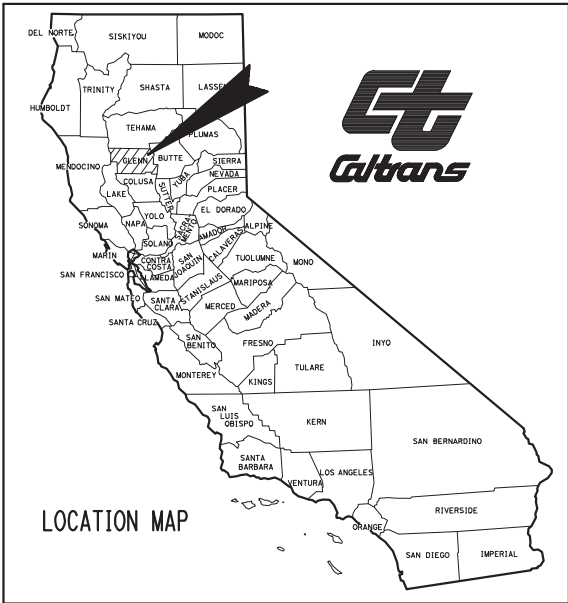 DEL NORTE
SISKIYOU
MODOC
TRINITY
SHASTA
LASSEN
HUMBOLDT
TEHAMA
PLUMAS
MENDOCINO
GLENN
BUTTE
SIERRA
COLUSA
YUBA
NEVADA
LAKE
SUTTER
PLACER
SONOMA
NAPA
YOLO
EL DORADO
SACRA
MENTO
AMADOR
ALPINE
SOLANO
CALAVERAS
MARIN
CONTRA
COSTA
SAN
JOAQUIN
TUOLUMNE
MONO
SAN FRANCISCO
ALAMEDA
STANISLAUS
MARIPOSA
SAN MATEO
SANTA
CLARA
MERCED
MADERA
SANTA CRUZ
SAN
BENITO
FRESNO
INYO
MONTEREY
KINGS
TULARE
SAN
LUIS
OBISPO
KERN
SAN BERNARDINO
SANTA
BARBARA
VENTURA
LOS ANGELES
ORANGE
RIVERSIDE
SAN DIEGO
IMPERIAL
ct
Caltrans
LOCATION MAP